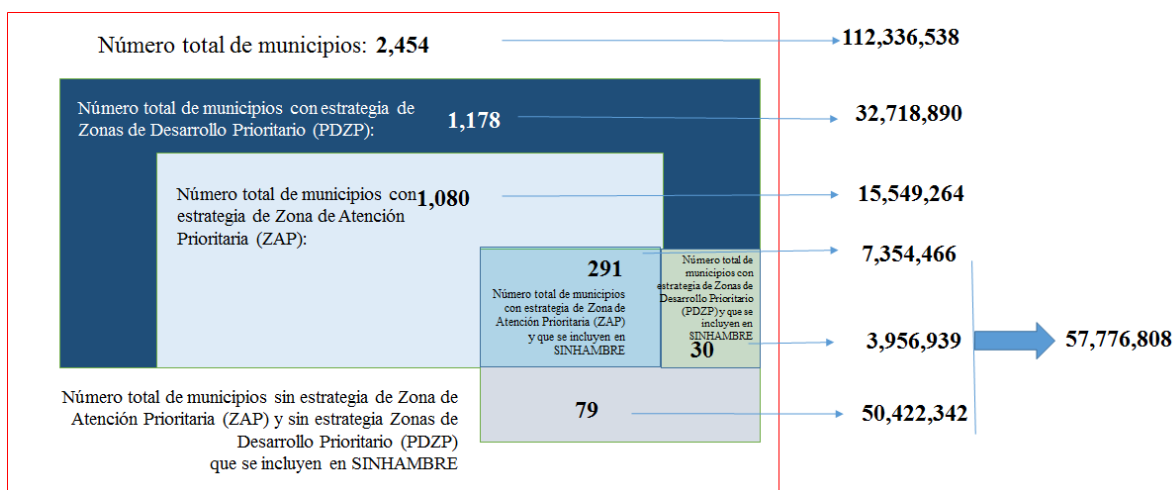 Número total de municipios: 2,454
112,336,538
Número total de municipios con estrategia de
Zonas de Desarrollo Prioritario (PDZP):
1,178
32,718,890
Número total de municipios con
estrategia de Zona de Atención
Prioritaria (ZAP):
1,080
15,549,264
7,354,466
291
Número total de municipios
con estrategia de Zona de
Atención Prioritaria (ZAP)
y que se incluyen en
SINHAMBRE
Número total de
municipios con
estrategia de Zonas de
Desarrollo Prioritario
(PDZP) y que se
incluyen en
SINHAMBRE
30
3,956,939
57,776,808
Número total de municipios sin estrategia de Zona de
Atención Prioritaria (ZAP) y sin estrategia Zonas de
Desarrollo Prioritario (PDZP)
que se incluyen en SINHAMBRE
79
50,422,342